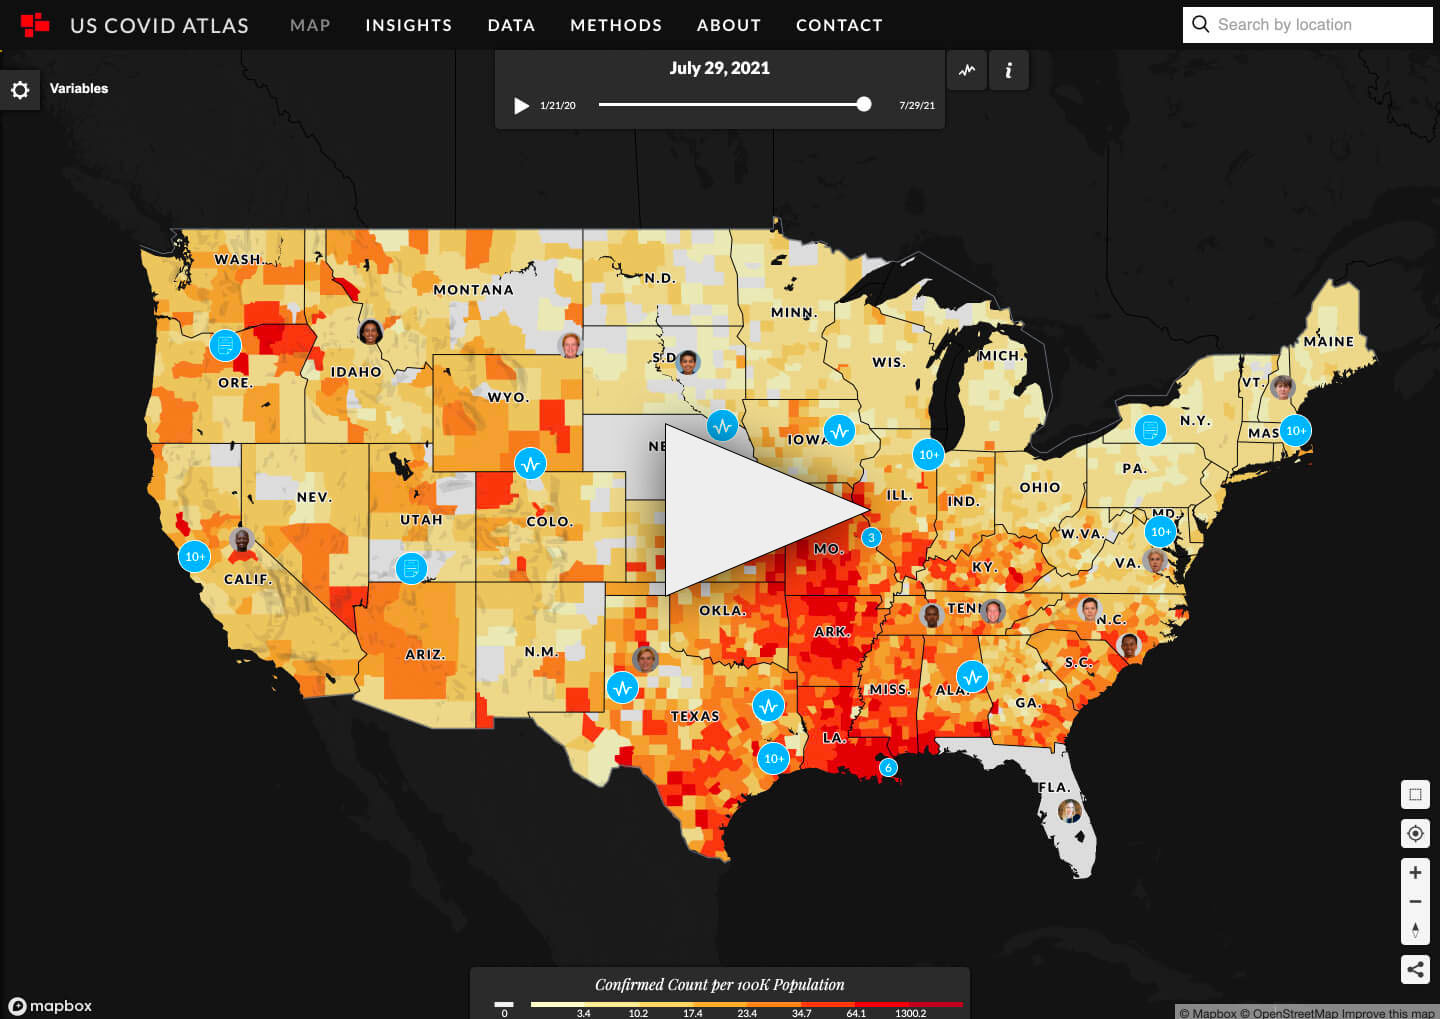 US COVID ATLAS MAP INSIGHTS DATA METHODS ABOUT CONTACT Search by location
July 29, 2021 i
Variables
1/21/20 7/29/21
WASH.
MONTANA
N.D.
MINN.
MAINE
WIS.
MICH.
S.D
VT.
IDAHO
ORE.
WYO.
N.Y.
IOWA
MAS 10+
NE
10+
PA.
NEV.
OHIO
ILL.
IND.
UTAH
COLO.
MD.
10+
W.VA.
3
MO.
10+
VA.
KY.
CALIF.
TENN
OKLA.
N.C.
ARK.
N.M.
ARIZ.
S.C.
MISS.
ALA.
GA.
TEXAS
LA.
10+
6
FLA.
Confirmed Count per 100K Population
0 3.4 10.2 17.4 23.4 34.7 64.1 1300.2
mapbox
© Mapbox © OpenStreetMap Improve this map